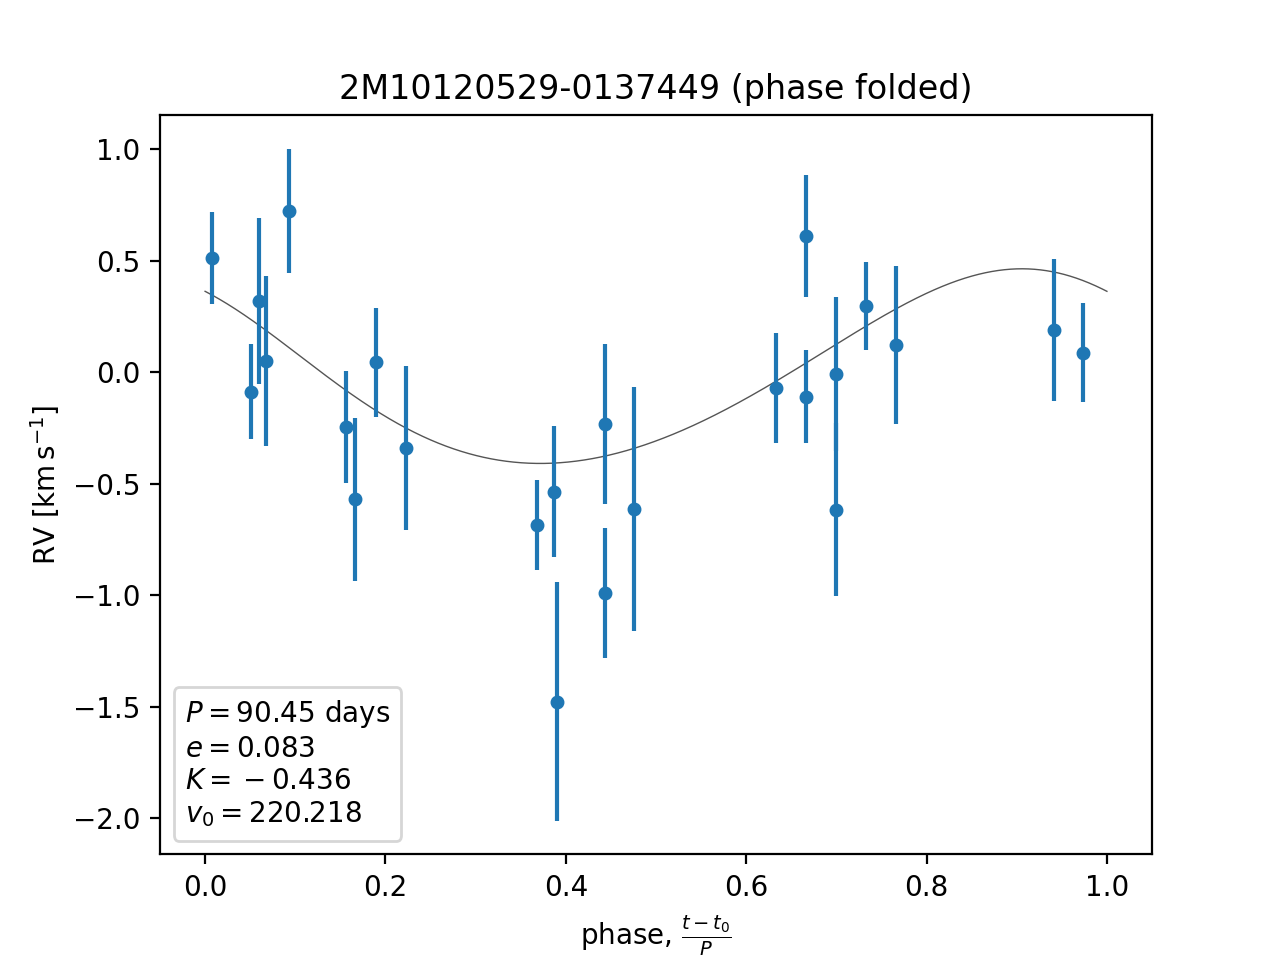 2M10120529-0137449 (phase folded)
1.0
0.5
0.0
−0.5
−1.0
−1.5
−2.0
RV [km s⁻¹]
P = 90.45 days
e = 0.083
K = −0.436
v₀ = 220.218
0.0 0.2 0.4 0.6 0.8 1.0
phase, (t − t₀)/P